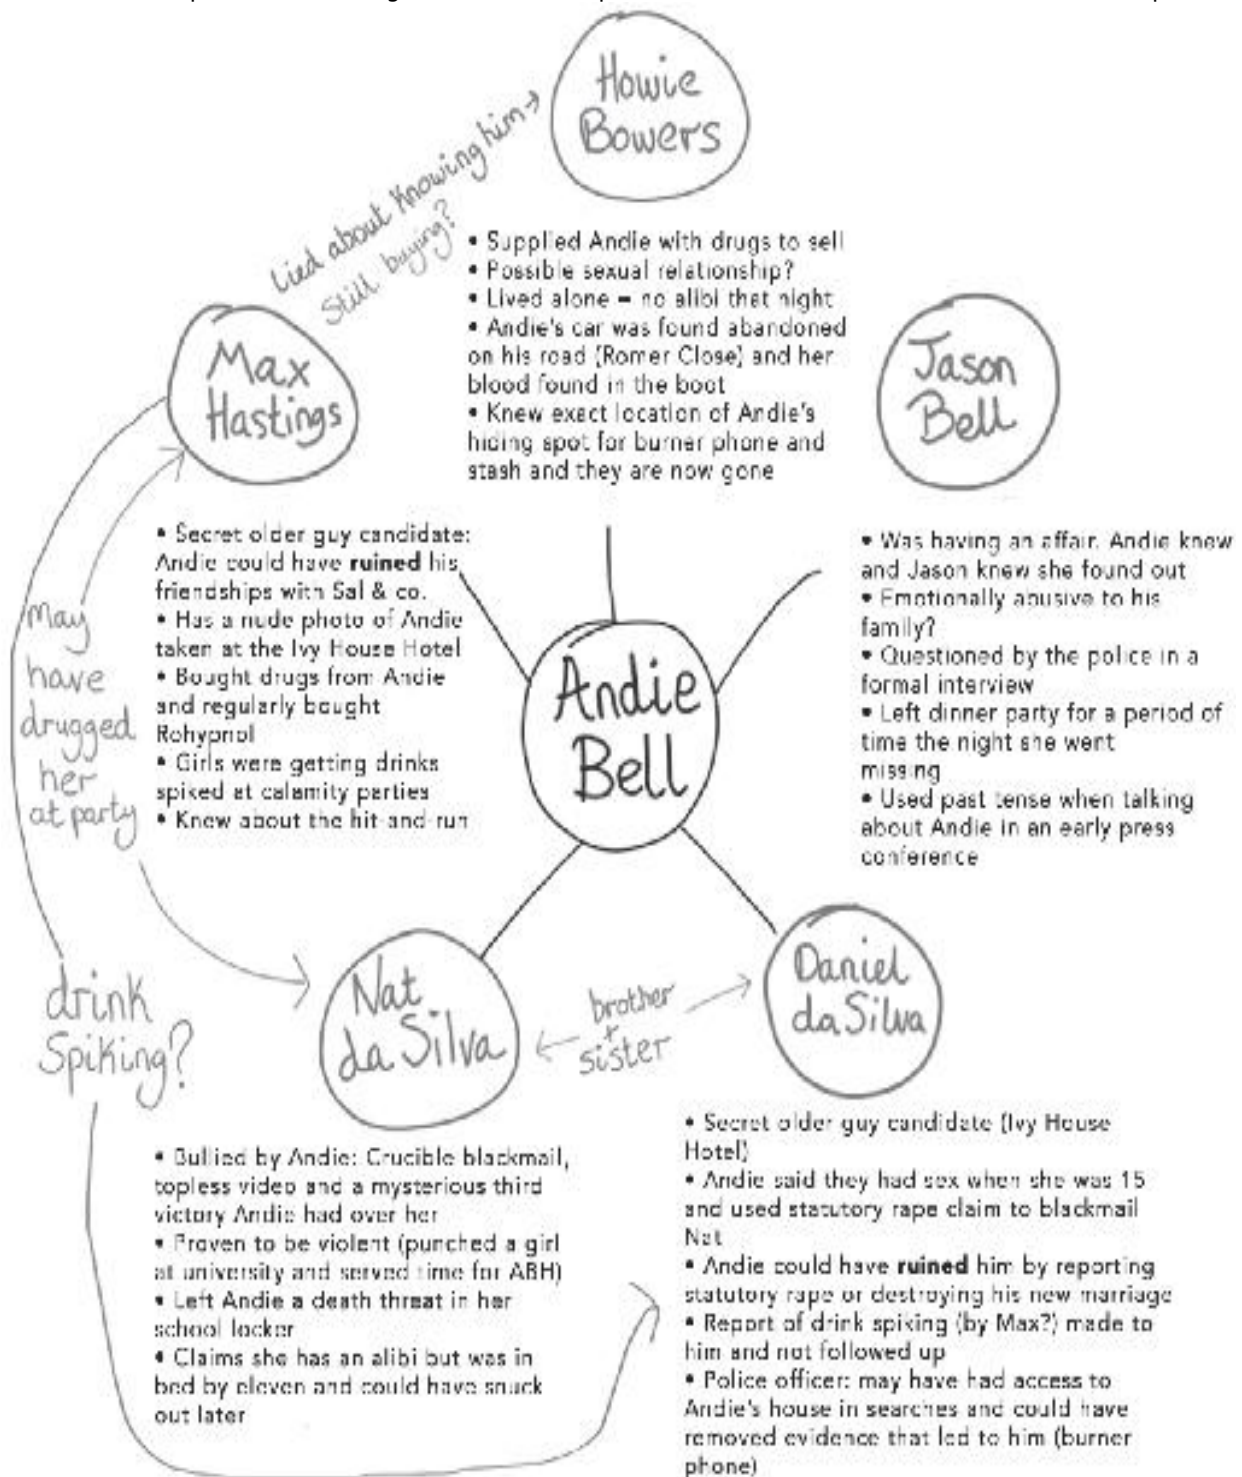 Howie
Bowers
Lied about knowing him →
Still buying?
• Supplied Andie with drugs to sell
• Possible sexual relationship?
• Lived alone – no alibi that night
• Andie's car was found abandoned
on his road (Romer Close) and her
blood found in the boot
• Knew exact location of Andie's
hiding spot for burner phone and
stash and they are now gone
Max
Hastings
Jason
Bell
• Secret older guy candidate:
Andie could have ruined his
friendships with Sal & co.
• Has a nude photo of Andie
taken at the Ivy House Hotel
• Bought drugs from Andie
and regularly bought
Rohypnol
• Girls were getting drinks
spiked at calamity parties
• Knew about the hit-and-run
• Was having an affair. Andie knew
and Jason knew she found out
• Emotionally abusive to his
family?
• Questioned by the police in a
formal interview
• Left dinner party for a period of
time the night she went
missing
• Used past tense when talking
about Andie in an early press
conference
May
have
drugged
her
at party
Andie
Bell
drink
Spiking?
Nat
da Silva
brother
+
sister
Daniel
da Silva
• Bullied by Andie: Crucible blackmail,
topless video and a mysterious third
victory Andie had over her
• Proven to be violent (punched a girl
at university and served time for ABH)
• Left Andie a death threat in her
school locker
• Claims she has an alibi but was in
bed by eleven and could have snuck
out later
• Secret older guy candidate (Ivy House
Hotel)
• Andie said they had sex when she was 15
and used statutory rape claim to blackmail
Nat
• Andie could have ruined him by reporting
statutory rape or destroying his new marriage
• Report of drink spiking (by Max?) made to
him and not followed up
• Police officer: may have had access to
Andie's house in searches and could have
removed evidence that led to him (burner
phone)